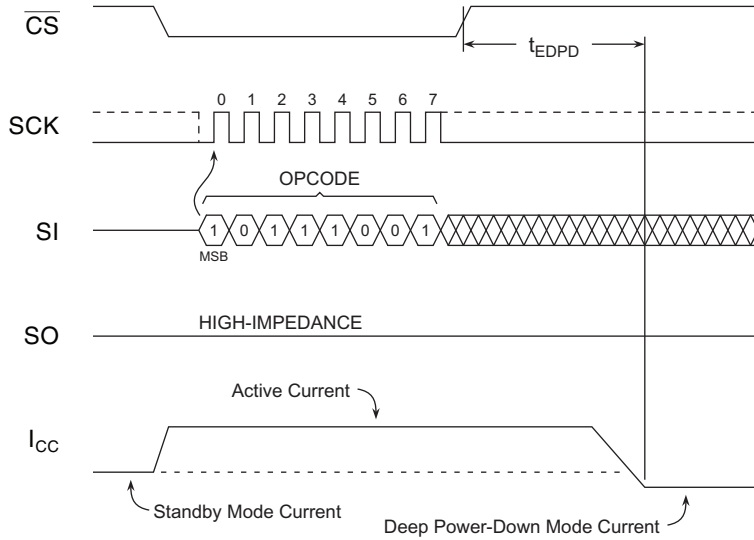 CS
tEDPD
0 1 2 3 4 5 6 7
SCK
OPCODE
SI
1 0 1 1 1 0 0 1
MSB
HIGH-IMPEDANCE
SO
Active Current
ICC
Standby Mode Current
Deep Power-Down Mode Current